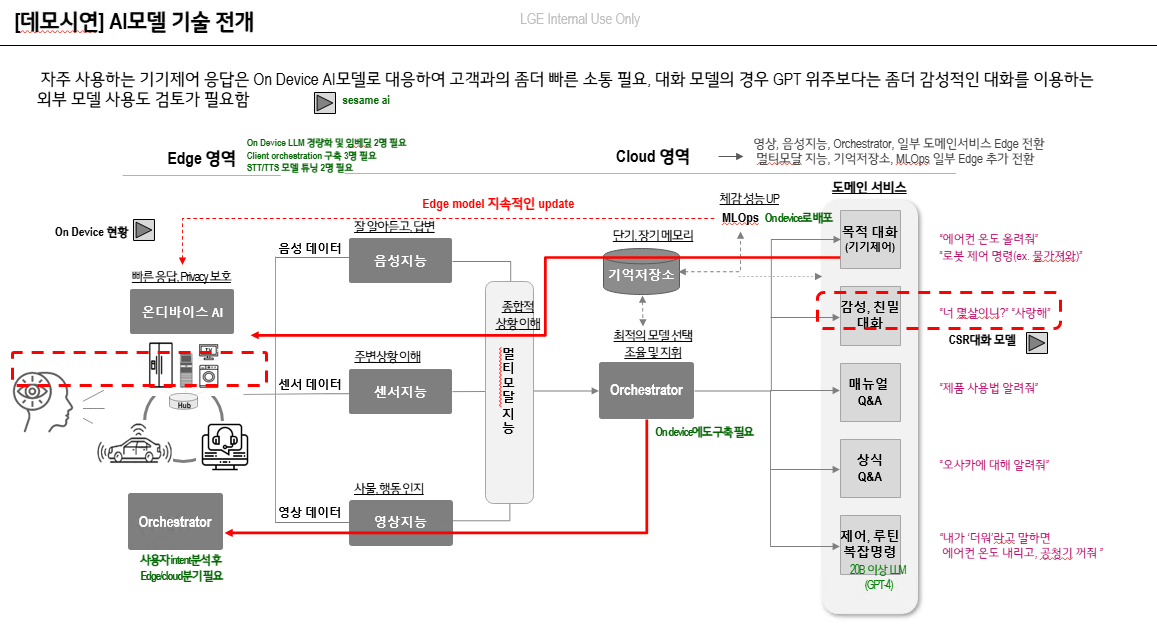 [데모시연] AI모델 기술 전개
LGE Internal Use Only
자주 사용하는 기기제어 응답은 On Device AI모델로 대응하여 고객과의 좀더 빠른 소통 필요, 대화 모델의 경우 GPT 위주보다는 좀더 감성적인 대화를 이용하는
외부 모델 사용도 검토가 필요함
sesame ai
Edge 영역
On Device LLM 경량화 및 임베딩 2명 필요
Client orchestration 구축 3명 필요
STT/TTS 모델 튜닝 2명 필요
Cloud 영역
영상, 음성지능, Orchestrator, 일부 도메인서비스 Edge 전환
멀티모달 지능, 기억저장소, MLOps 일부 Edge 추가 전환
도메인 서비스
Edge model 지속적인 update
체감 성능 UP
MLOps
On device로 배포
On Device 현황
잘 알아듣고, 답변
음성 데이터
음성지능
단기, 장기 메모리
기억저장소
목적 대화
(기기제어)
"에어컨 온도 올려줘"
"로봇 제어 명령(ex. 물가져와)"
빠른 응답, Privacy 보호
온디바이스 AI
종합적
상황 이해
멀티모달 지능
감성, 친밀
대화
"너 몇살이니?" "사랑해"
CSR대화 모델
최적의 모델 선택
조율 및 지휘
Orchestrator
On device에도 구축 필요
주변상황 이해
센서 데이터
센서지능
TV
Hub
매뉴얼
Q&A
"제품 사용법 알려줘"
상식
Q&A
"오사카에 대해 알려줘"
사물, 행동 인지
영상 데이터
영상지능
Orchestrator
사용자 intent분석 후
Edge/cloud분기 필요
제어, 루틴
복잡명령
20B 이상 LLM
(GPT-4)
"내가 '더워'라고 말하면
에어컨 온도 내리고, 공청기 꺼줘 "